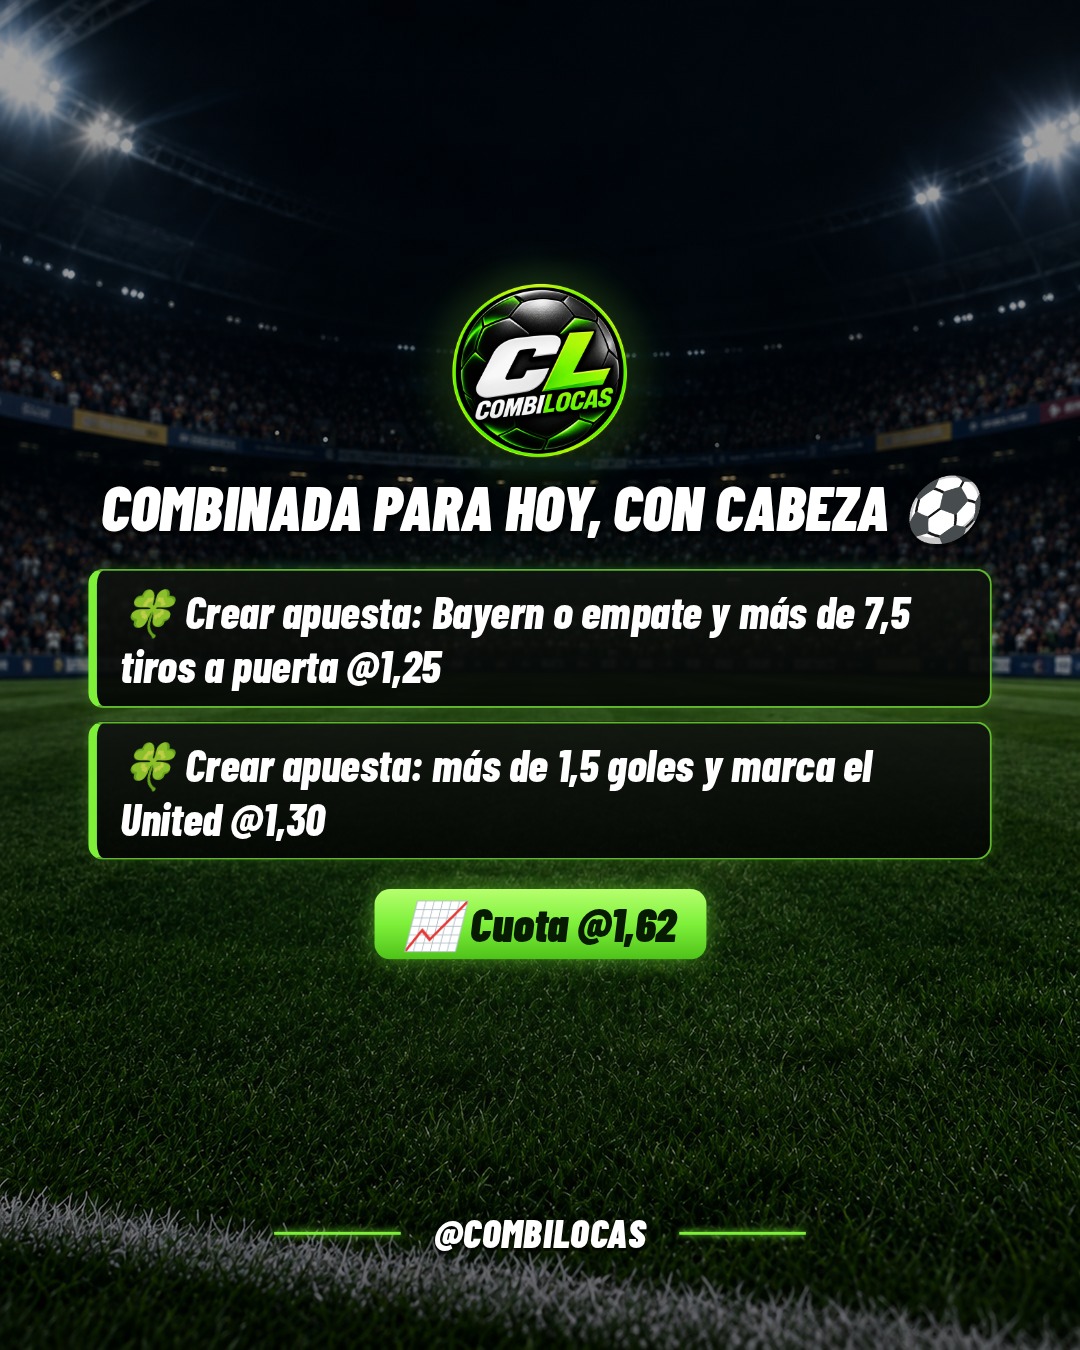 CL
COMBILOCAS
COMBINADA PARA HOY, CON CABEZA ⚽
🍀 Crear apuesta: Bayern o empate y más de 7,5
tiros a puerta @1,25
🍀 Crear apuesta: más de 1,5 goles y marca el
United @1,30
📈 Cuota @1,62
@COMBILOCAS